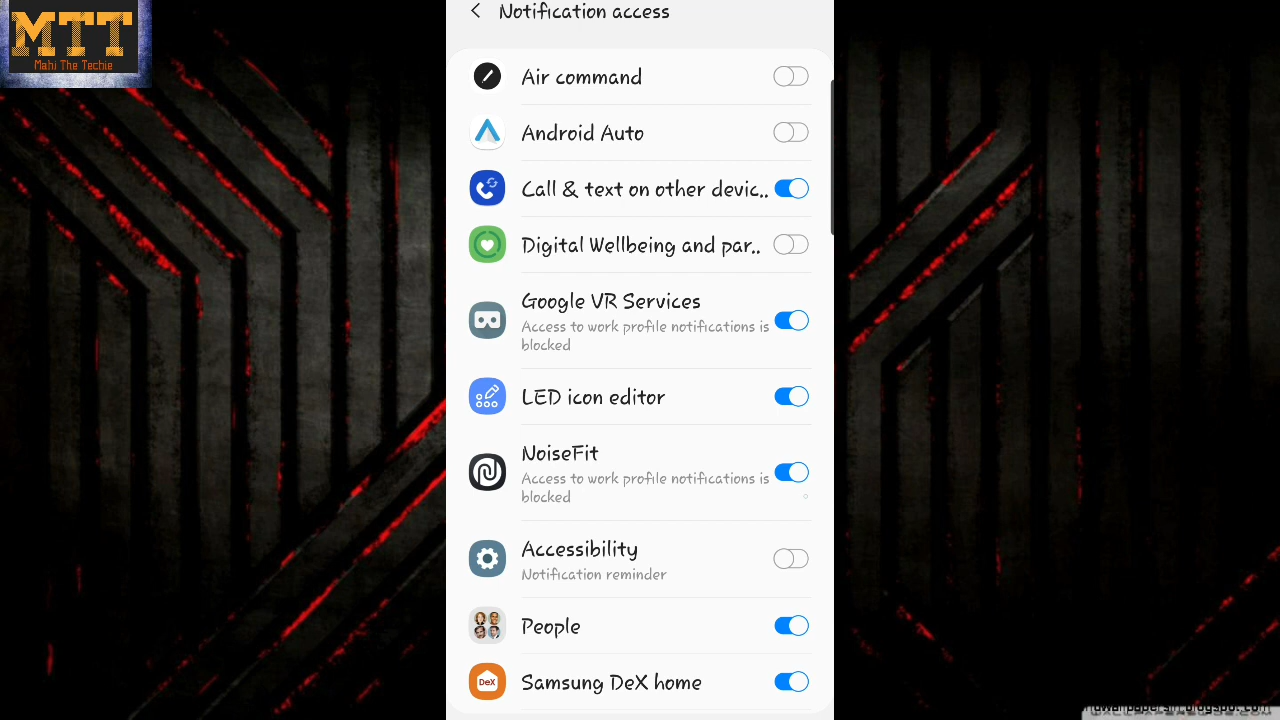 MTT
Mahi The Techie
Notification access
Air command
Android Auto
Call & text on other devic..
Digital Wellbeing and par..
Google VR Services
Access to work profile notifications is
blocked
LED icon editor
NoiseFit
Access to work profile notifications is
blocked
Accessibility
Notification reminder
People
DeX
Samsung DeX home